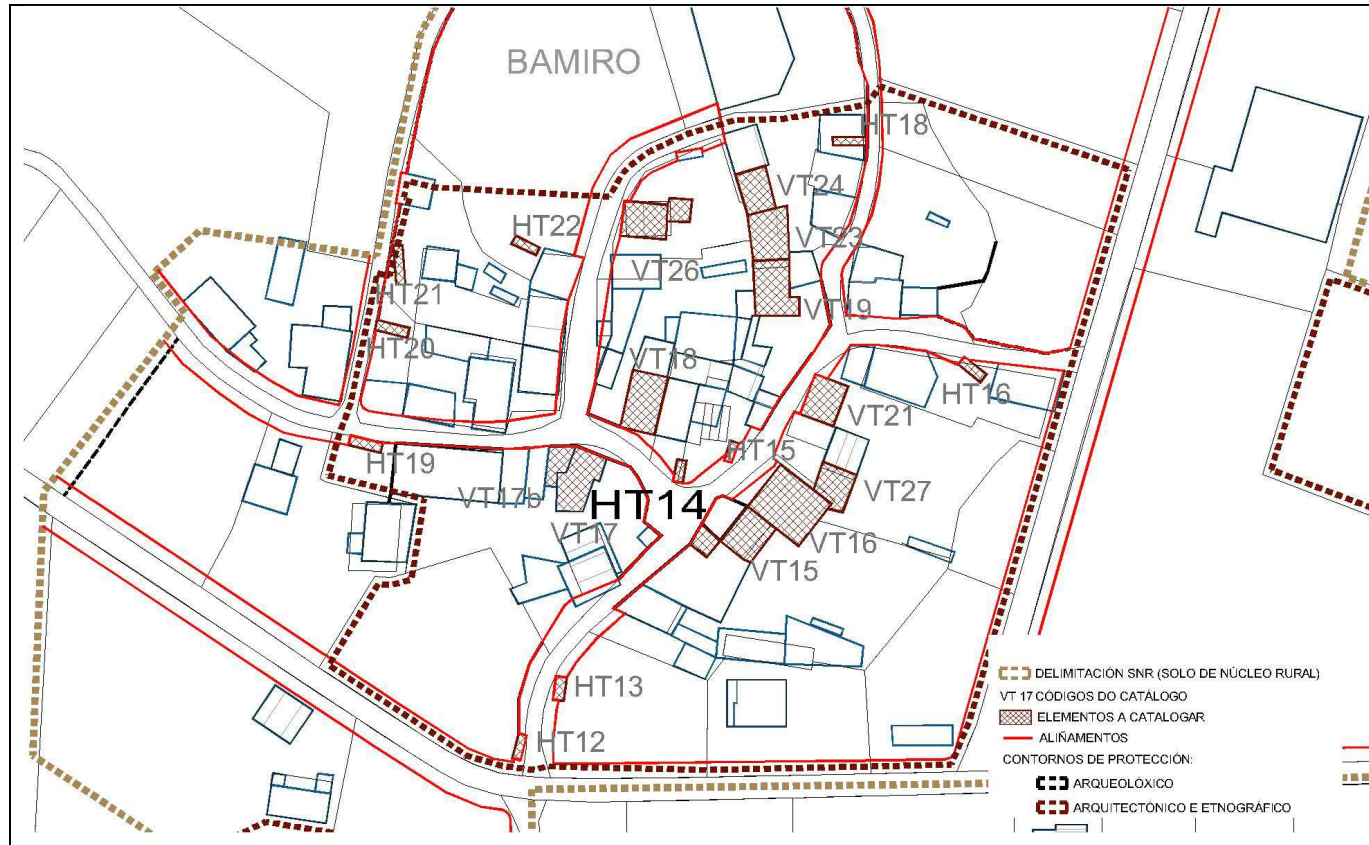 BAMIRO
HT18
VT24
HT22
VT23
VT26
HT21
VT19
HT20
VT18
HT16
VT21
HT15
HT19
VT17b
HT14
VT27
VT17
VT16
VT15
HT13
HT12
DELIMITACIÓN SNR (SOLO DE NÚCLEO RURAL)
VT 17 CÓDIGOS DO CATÁLOGO
ELEMENTOS A CATALOGAR
ALIÑAMENTOS
CONTORNOS DE PROTECCIÓN:
ARQUEOLÓXICO
ARQUITECTÓNICO E ETNOGRÁFICO